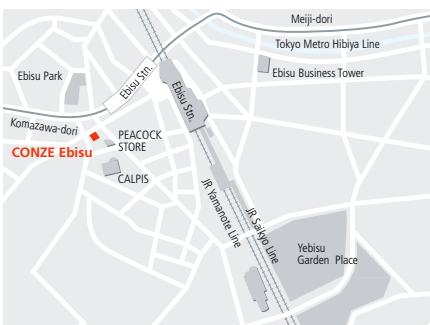 Meiji-dori
Tokyo Metro Hibiya Line
Ebisu Business Tower
Ebisu Park
Ebisu Stn.
Ebisu Stn.
Komazawa-dori
PEACOCK
STORE
CONZE Ebisu
CALPIS
JR Yamanote Line
JR Saikyo Line
Yebisu
Garden Place